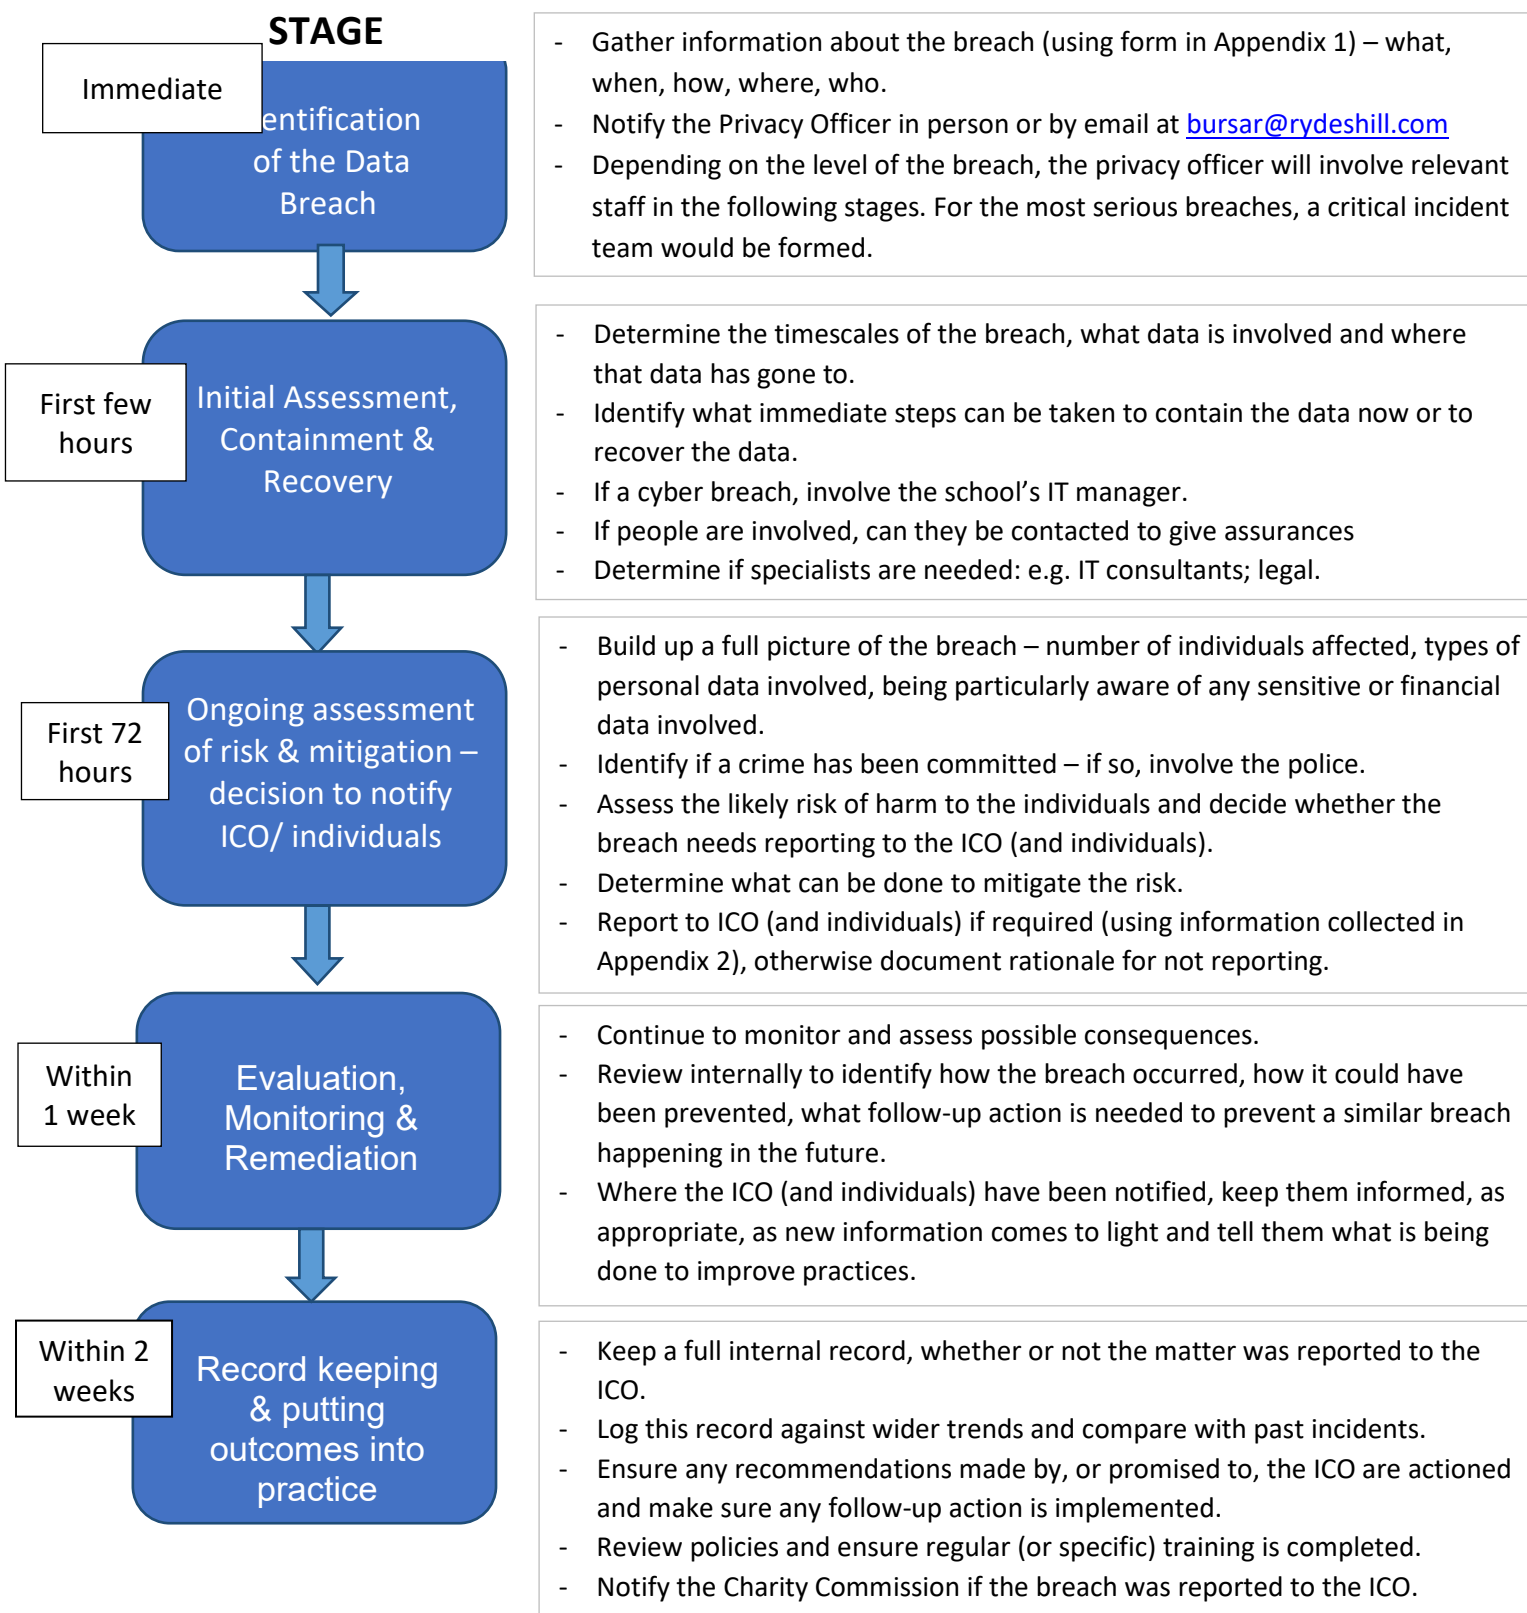 STAGE
Immediate
entification
of the Data
Breach
- Gather information about the breach (using form in Appendix 1) – what,
when, how, where, who.
- Notify the Privacy Officer in person or by email at bursar@rydeshill.com
- Depending on the level of the breach, the privacy officer will involve relevant
staff in the following stages. For the most serious breaches, a critical incident
team would be formed.
First few
hours
Initial Assessment,
Containment &
Recovery
- Determine the timescales of the breach, what data is involved and where
that data has gone to.
- Identify what immediate steps can be taken to contain the data now or to
recover the data.
- If a cyber breach, involve the school’s IT manager.
- If people are involved, can they be contacted to give assurances
- Determine if specialists are needed: e.g. IT consultants; legal.
First 72
hours
Ongoing assessment
of risk & mitigation –
decision to notify
ICO/ individuals
- Build up a full picture of the breach – number of individuals affected, types of
personal data involved, being particularly aware of any sensitive or financial
data involved.
- Identify if a crime has been committed – if so, involve the police.
- Assess the likely risk of harm to the individuals and decide whether the
breach needs reporting to the ICO (and individuals).
- Determine what can be done to mitigate the risk.
- Report to ICO (and individuals) if required (using information collected in
Appendix 2), otherwise document rationale for not reporting.
Within
1 week
Evaluation,
Monitoring &
Remediation
- Continue to monitor and assess possible consequences.
- Review internally to identify how the breach occurred, how it could have
been prevented, what follow-up action is needed to prevent a similar breach
happening in the future.
- Where the ICO (and individuals) have been notified, keep them informed, as
appropriate, as new information comes to light and tell them what is being
done to improve practices.
Within 2
weeks
Record keeping
& putting
outcomes into
practice
- Keep a full internal record, whether or not the matter was reported to the
ICO.
- Log this record against wider trends and compare with past incidents.
- Ensure any recommendations made by, or promised to, the ICO are actioned
and make sure any follow-up action is implemented.
- Review policies and ensure regular (or specific) training is completed.
- Notify the Charity Commission if the breach was reported to the ICO.